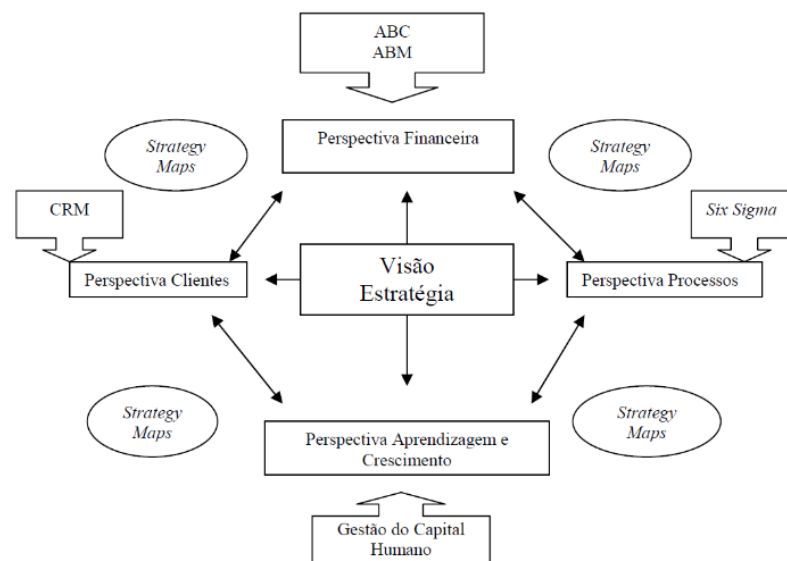 ABC
ABM
Perspectiva Financeira
Strategy
Maps
Strategy
Maps
CRM
Six Sigma
Perspectiva Clientes
Visão
Estratégia
Perspectiva Processos
Strategy
Maps
Strategy
Maps
Perspectiva Aprendizagem e
Crescimento
Gestão do Capital
Humano